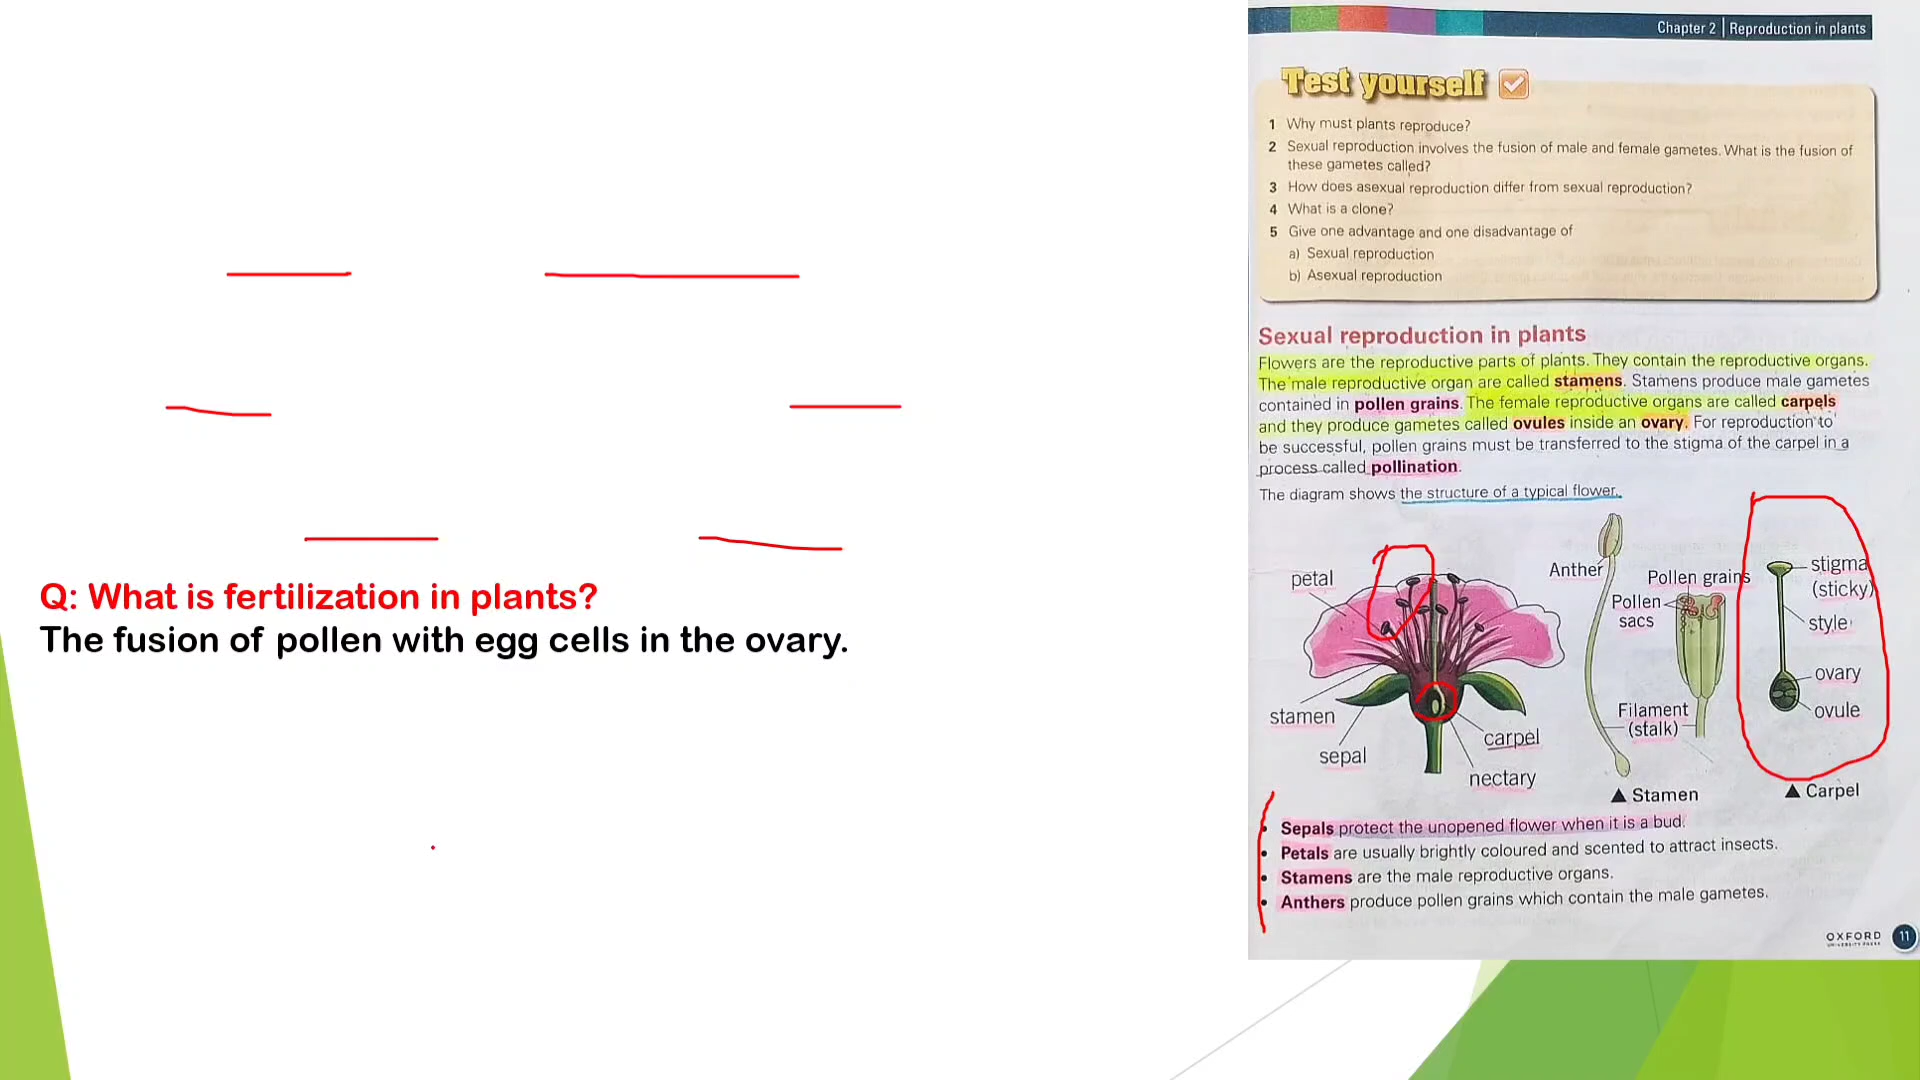 Q: What is fertilization in plants?
The fusion of pollen with egg cells in the ovary.
Chapter 2 | Reproduction in plants
Test yourself
1 Why must plants reproduce?
2 Sexual reproduction involves the fusion of male and female gametes. What is the fusion of
these gametes called?
3 How does asexual reproduction differ from sexual reproduction?
4 What is a clone?
5 Give one advantage and one disadvantage of
a) Sexual reproduction
b) Asexual reproduction
Sexual reproduction in plants
Flowers are the reproductive parts of plants. They contain the reproductive organs.
The male reproductive organ are called stamens. Stamens produce male gametes
contained in pollen grains. The female reproductive organs are called carpels
and they produce gametes called ovules inside an ovary. For reproduction to
be successful, pollen grains must be transferred to the stigma of the carpel in a
process called pollination.
The diagram shows the structure of a typical flower.
petal
stamen
sepal
carpel
nectary
Anther
Pollen grains
Pollen
sacs
Filament
(stalk)
▲ Stamen
stigma
(sticky)
style
ovary
ovule
▲ Carpel
• Sepals protect the unopened flower when it is a bud.
• Petals are usually brightly coloured and scented to attract insects.
• Stamens are the male reproductive organs.
• Anthers produce pollen grains which contain the male gametes.
OXFORD
UNIVERSITY PRESS
11